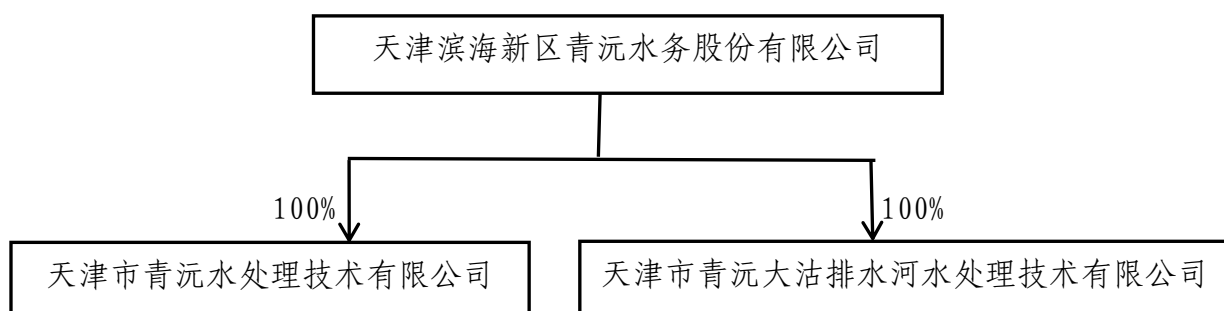 天津滨海新区青沅水务股份有限公司
100%
100%
天津市青沅水处理技术有限公司
天津市青沅大沽排水河水处理技术有限公司